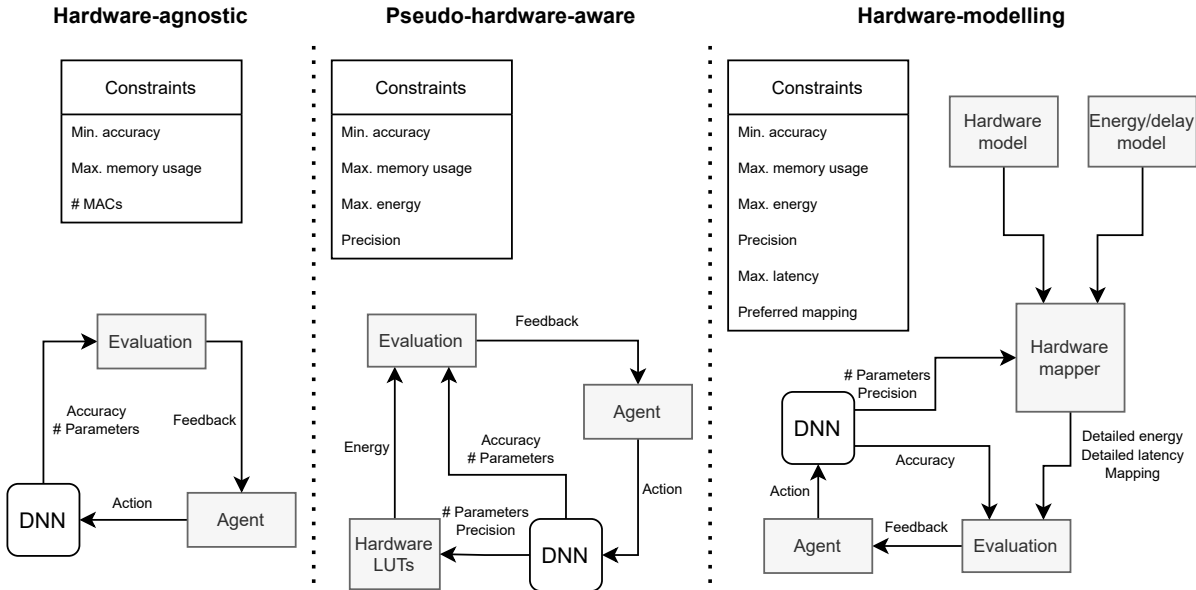 Hardware-agnostic
Constraints
Min. accuracy
Max. memory usage
# MACs
Evaluation
Accuracy
# Parameters
Feedback
Action
DNN
Agent
Pseudo-hardware-aware
Constraints
Min. accuracy
Max. memory usage
Max. energy
Precision
Evaluation
Feedback
Agent
Energy
Accuracy
# Parameters
Action
# Parameters
Precision
Hardware
LUTs
DNN
Hardware-modelling
Constraints
Min. accuracy
Max. memory usage
Max. energy
Precision
Max. latency
Preferred mapping
Hardware
model
Energy/delay
model
Hardware
mapper
# Parameters
Precision
DNN
Accuracy
Detailed energy
Detailed latency
Mapping
Action
Feedback
Agent
Evaluation